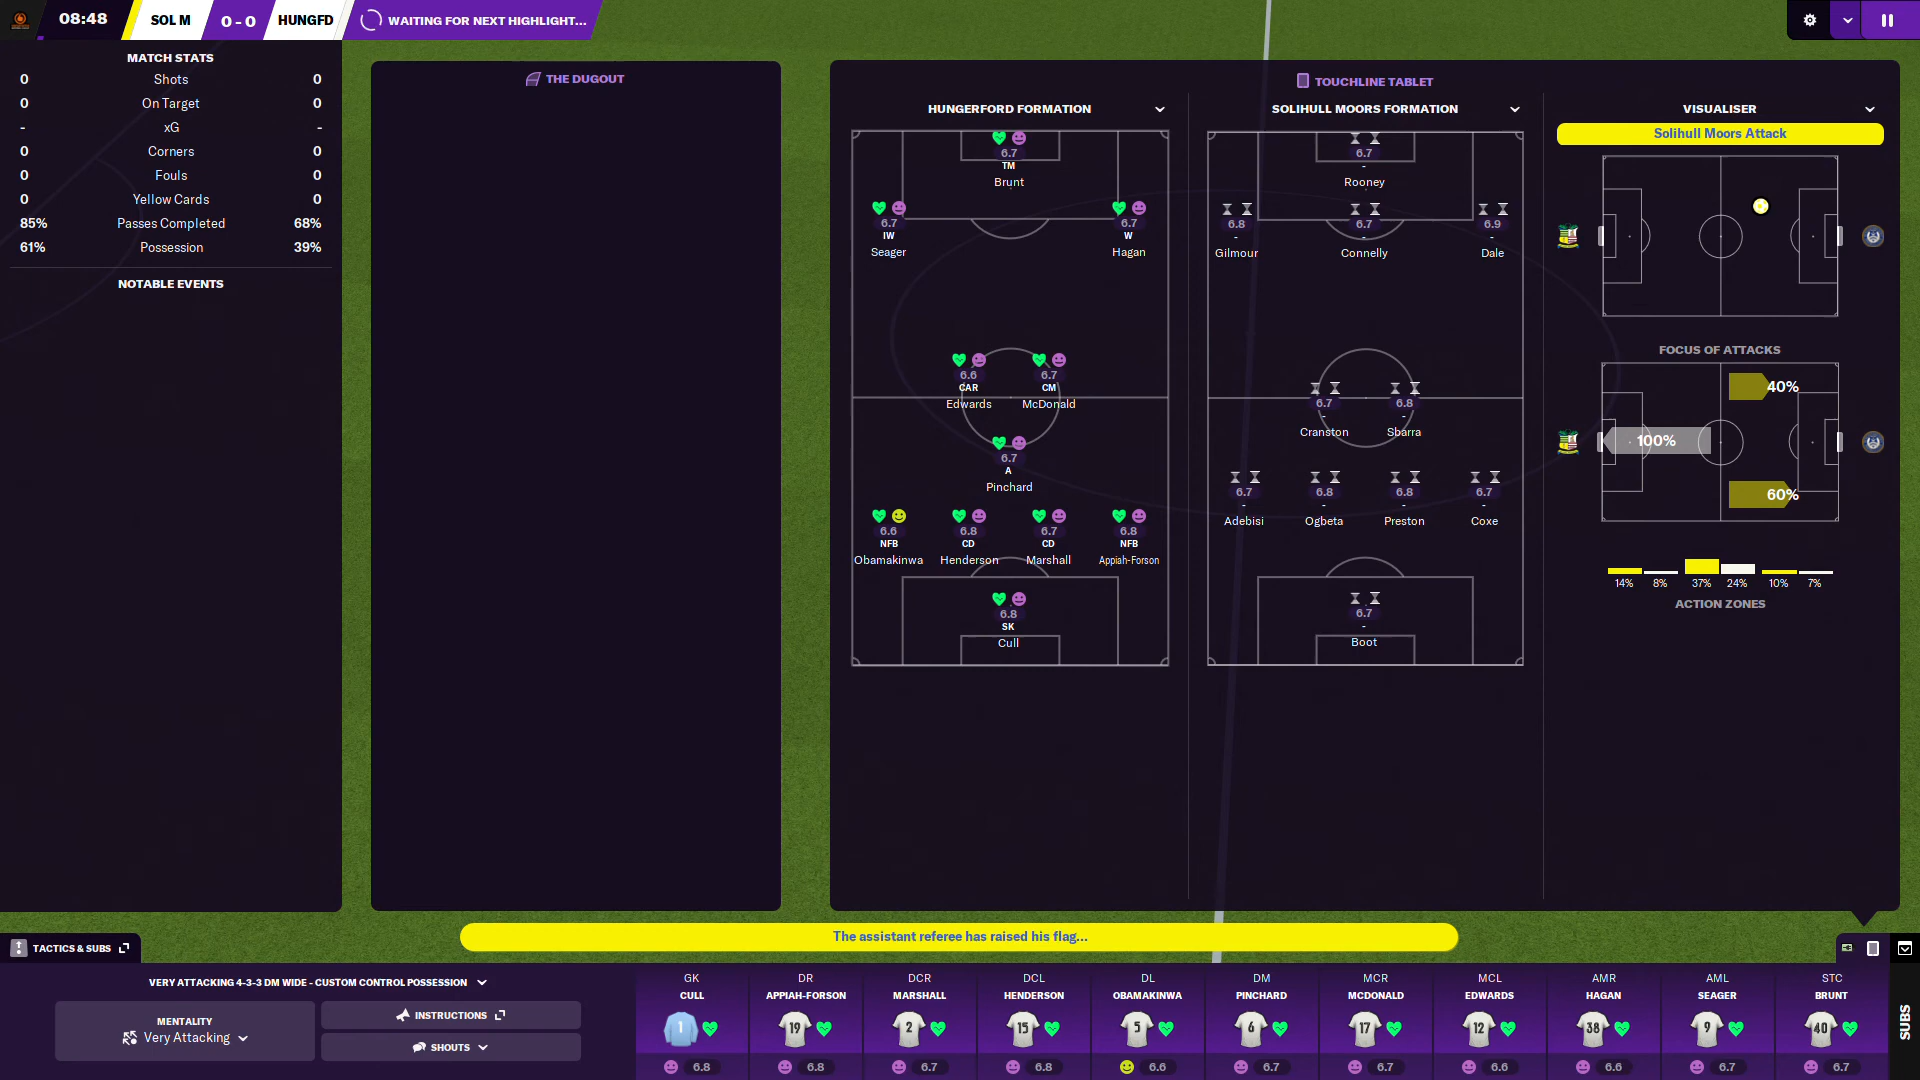 08:48 SOL M 0 - 0 HUNGFD WAITING FOR NEXT HIGHLIGHT...
MATCH STATS
0 Shots 0
0 On Target 0
- xG -
0 Corners 0
0 Fouls 0
0 Yellow Cards 0
85% Passes Completed 68%
61% Possession 39%
NOTABLE EVENTS
THE DUGOUT
TOUCHLINE TABLET
HUNGERFORD FORMATION
6.7
TM
Brunt
6.7 6.7
IW W
Seager Hagan
6.6 6.7
CAR CM
Edwards McDonald
6.7
A
Pinchard
6.6 6.8 6.7 6.8
NFB CD CD NFB
Obamakinwa Henderson Marshall Appiah-Forson
6.8
SK
Cull
SOLIHULL MOORS FORMATION
6.7
-
Rooney
6.8 6.7 6.9
- - -
Gilmour Connelly Dale
6.7 6.8
- -
Cranston Sbarra
6.7 6.8 6.8 6.7
- - - -
Adebisi Ogbeta Preston Coxe
6.7
-
Boot
VISUALISER
Solihull Moors Attack
FOCUS OF ATTACKS
40%
100%
60%
14% 8% 37% 24% 10% 7%
ACTION ZONES
The assistant referee has raised his flag...
TACTICS & SUBS
VERY ATTACKING 4-3-3 DM WIDE - CUSTOM CONTROL POSSESSION
MENTALITY
Very Attacking
INSTRUCTIONS
SHOUTS
GK DR DCR DCL DL DM MCR MCL AMR AML STC
CULL APPIAH-FORSON MARSHALL HENDERSON OBAMAKINWA PINCHARD MCDONALD EDWARDS HAGAN SEAGER BRUNT
1 19 2 15 5 6 17 12 38 9 40
6.8 6.8 6.7 6.8 6.6 6.7 6.7 6.6 6.6 6.7 6.7
SUBS